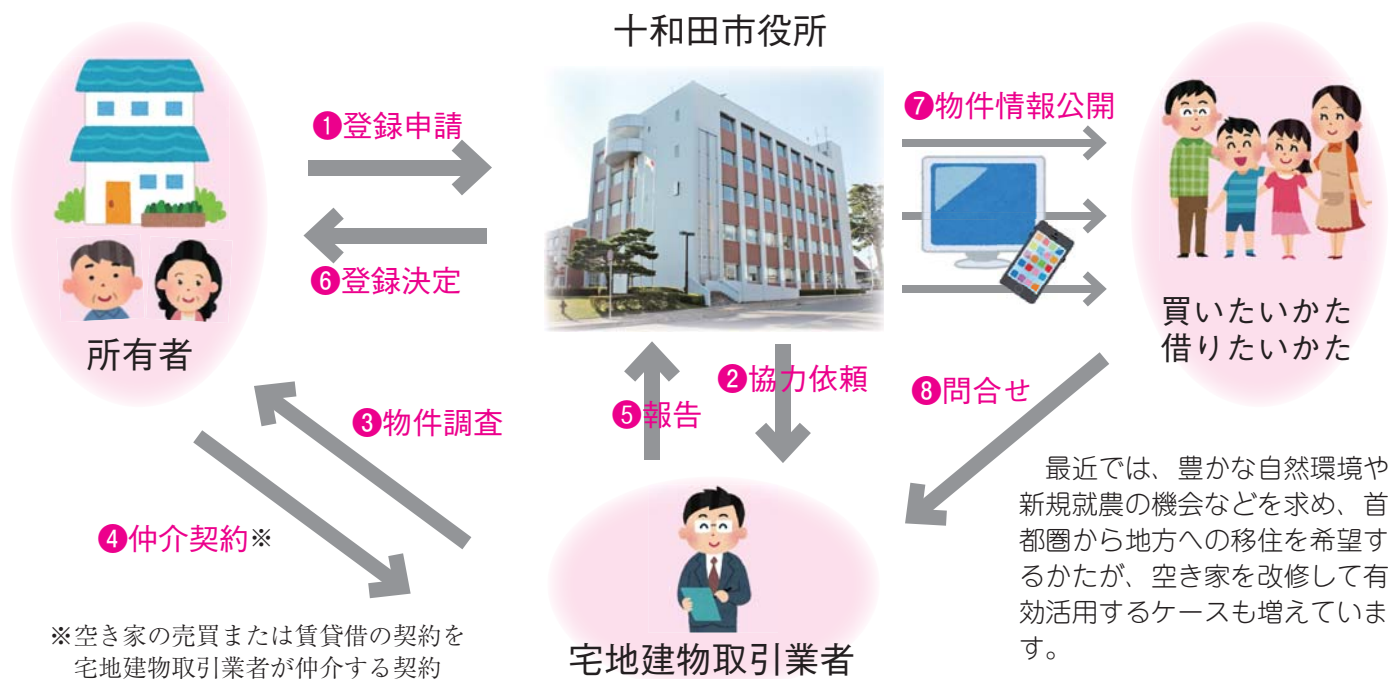 十和田市役所
❶登録申請
❻登録決定
❼物件情報公開
所有者
買いたいかた
借りたいかた
❸物件調査
❺報告
❷協力依頼
❽問合せ
❹仲介契約※
※空き家の売買または賃貸借の契約を
宅地建物取引業者が仲介する契約
宅地建物取引業者
最近では、豊かな自然環境や
新規就農の機会などを求め、首
都圏から地方への移住を希望す
るかたが、空き家を改修して有
効活用するケースも増えていま
す。